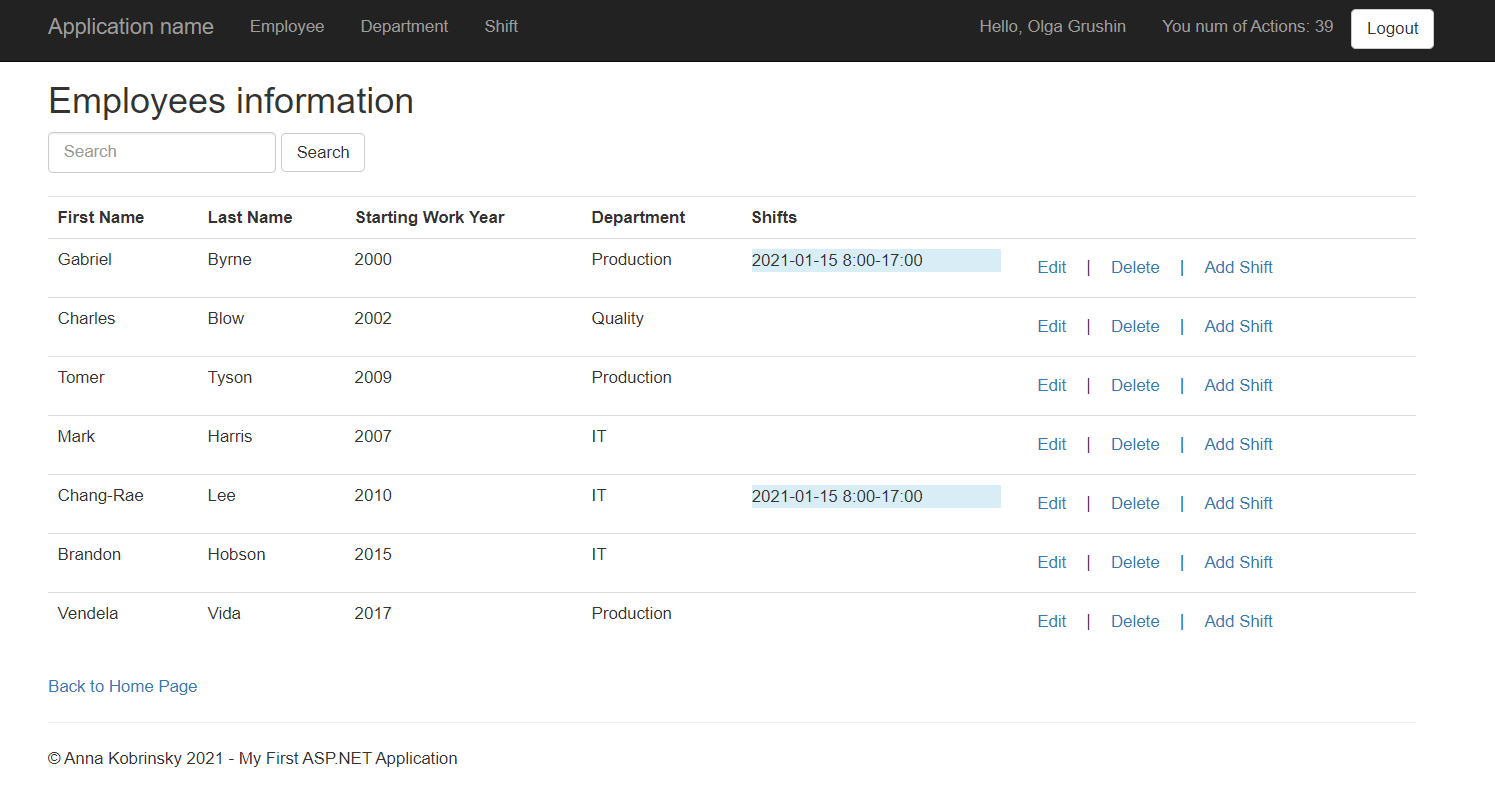 Application name Employee Department Shift Hello, Olga Grushin You num of Actions: 39 Logout
Employees information
Search Search
First Name Last Name Starting Work Year Department Shifts
Gabriel Byrne 2000 Production 2021-01-15 8:00-17:00 Edit | Delete | Add Shift
Charles Blow 2002 Quality Edit | Delete | Add Shift
Tomer Tyson 2009 Production Edit | Delete | Add Shift
Mark Harris 2007 IT Edit | Delete | Add Shift
Chang-Rae Lee 2010 IT 2021-01-15 8:00-17:00 Edit | Delete | Add Shift
Brandon Hobson 2015 IT Edit | Delete | Add Shift
Vendela Vida 2017 Production Edit | Delete | Add Shift
Back to Home Page
© Anna Kobrinsky 2021 - My First ASP.NET Application